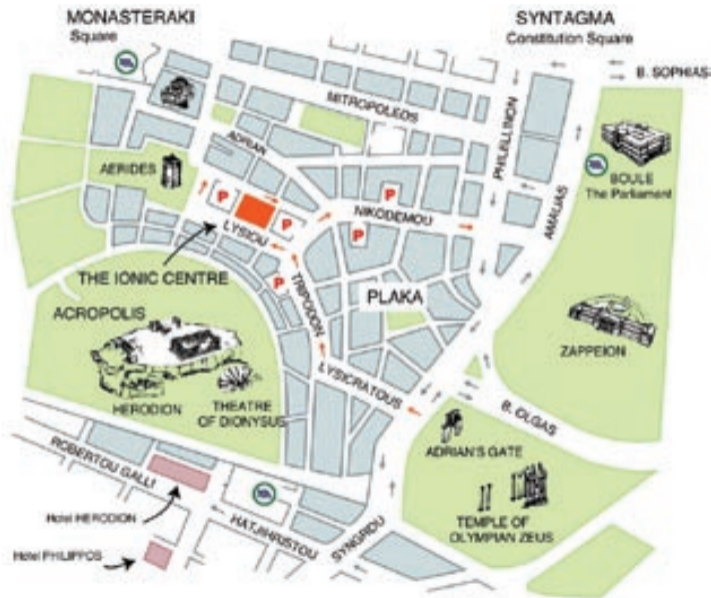 MONASTERAKI
Square
SYNTAGMA
Constitution Square
B. SOPHIAS
MITROPOLEOS
PHILELLINON
ADRIAN
AERIDES
BOULE
The Parliament
AMALIAS
P
P
NIKODEMOU
P
LYSIOU
THE IONIC CENTRE
P
TRIPODON
PLAKA
ACROPOLIS
ZAPPEION
LYSICRATOUS
HERODION
THEATRE
OF DIONYSUS
B. OLGAS
ADRIAN'S GATE
ROBERTOU GALLI
TEMPLE OF
OLYMPIAN ZEUS
Hotel HERODION
HATJIHRISTOU
SYNGROU
Hotel PHILIPPOS
P